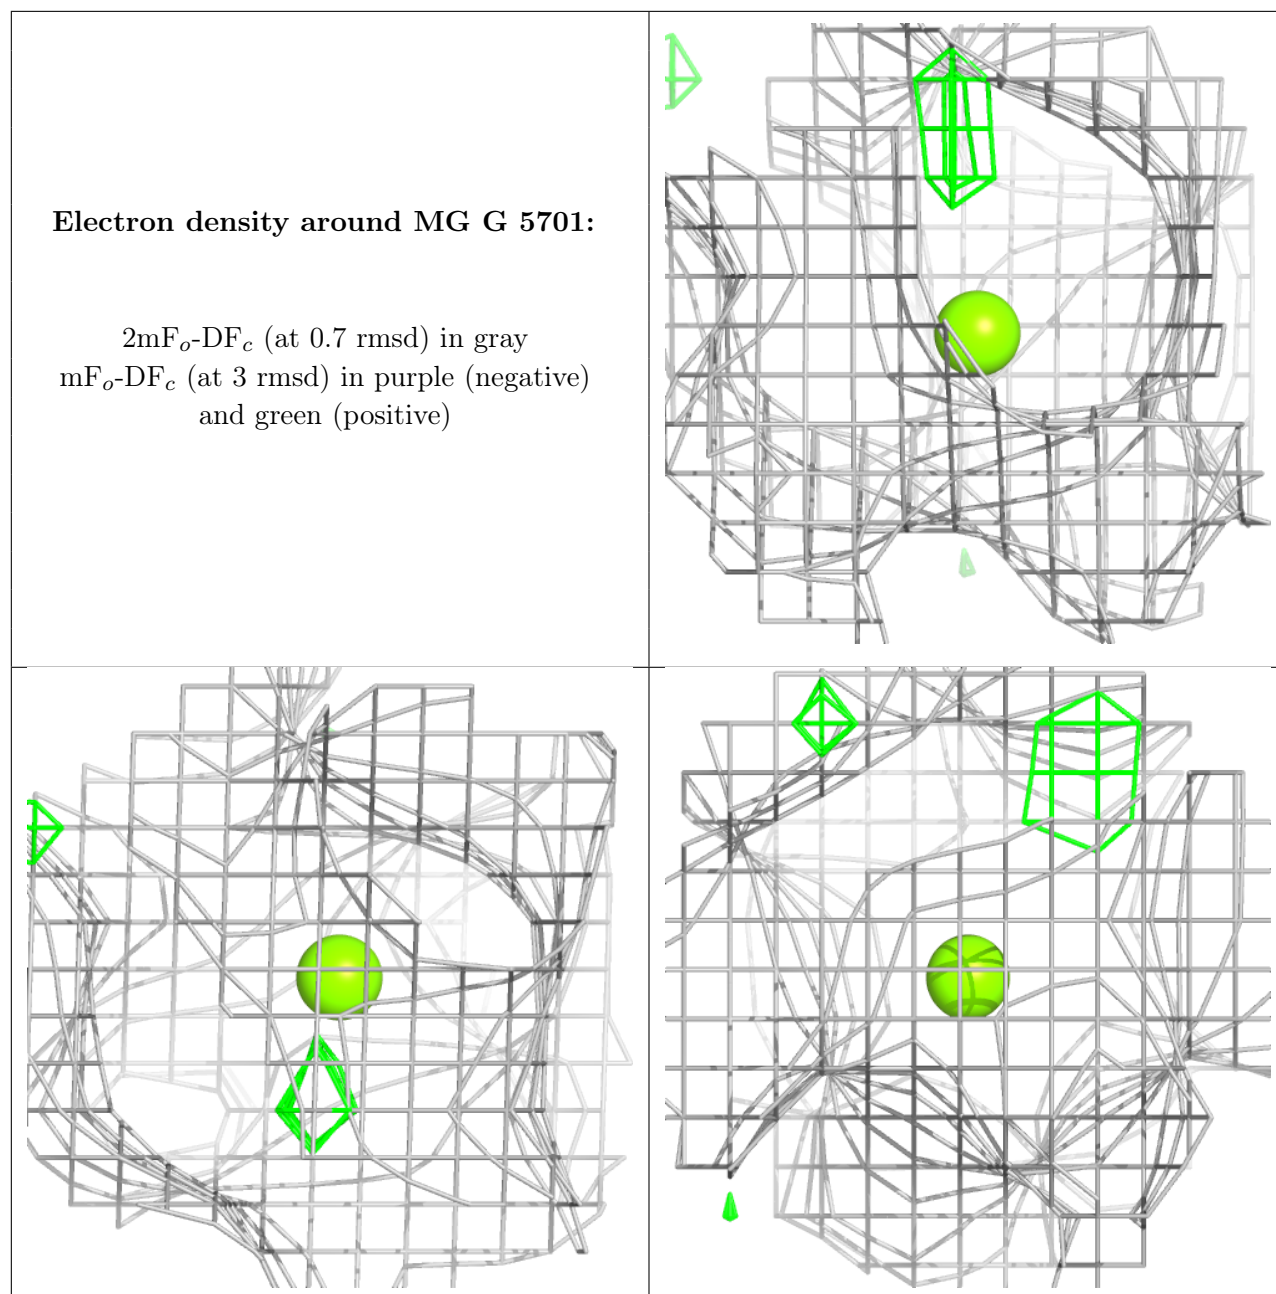 Electron density around MG G 5701:
2mFₒ-DF𝑐 (at 0.7 rmsd) in gray
mFₒ-DF𝑐 (at 3 rmsd) in purple (negative)
and green (positive)